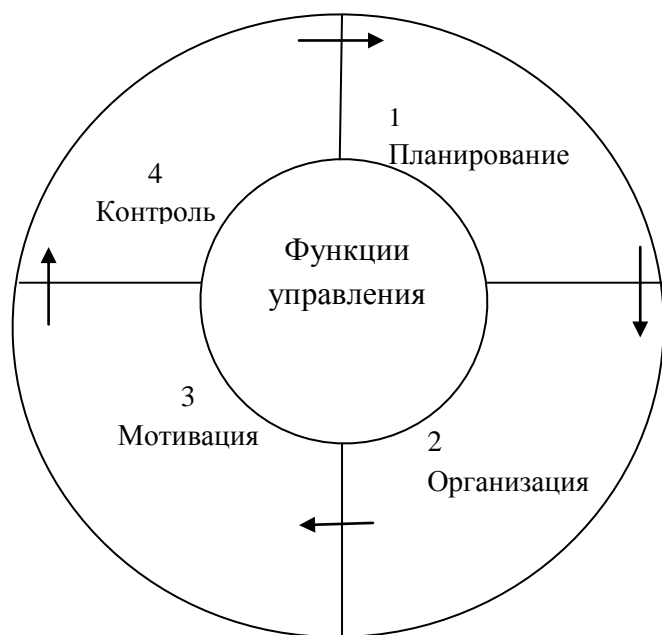 1
Планирование
4
Контроль
Функции
управления
3
Мотивация
2
Организация